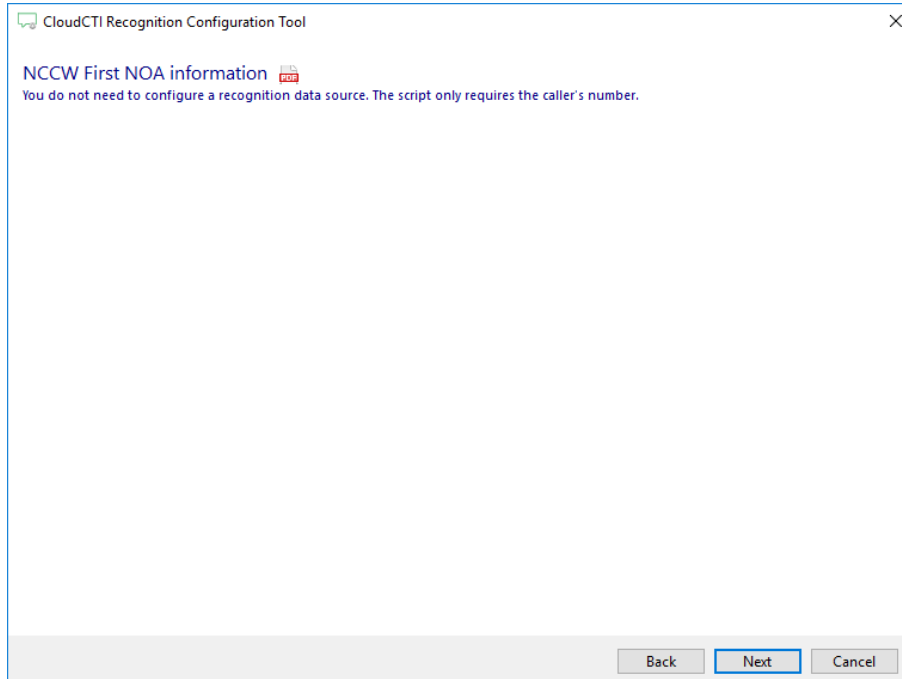 CloudCTI Recognition Configuration Tool
NCCW First NOA information PDF
You do not need to configure a recognition data source. The script only requires the caller's number.
Back Next Cancel